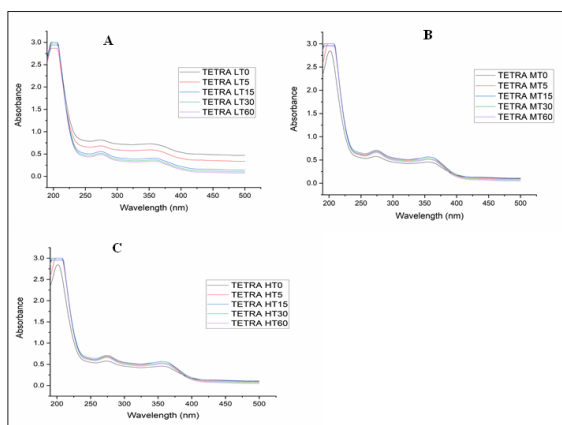 A
3.0
2.5
2.0
1.5
1.0
0.5
0.0
Absorbance
200 250 300 350 400 450 500
Wavelength (nm)
TETRA LT0
TETRA LT5
TETRA LT15
TETRA LT30
TETRA LT60
B
3.0
2.5
2.0
1.5
1.0
0.5
0.0
Absorbance
200 250 300 350 400 450 500
Wavelength (nm)
TETRA MT0
TETRA MT5
TETRA MT15
TETRA MT30
TETRA MT60
C
3.0
2.5
2.0
1.5
1.0
0.5
0.0
Absorbance
200 250 300 350 400 450 500
Wavelength (nm)
TETRA HT0
TETRA HT5
TETRA HT15
TETRA HT30
TETRA HT60